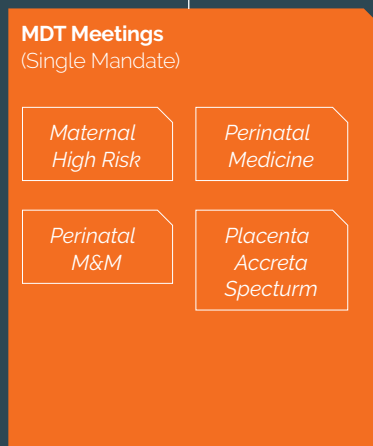 MDT Meetings
(Single Mandate)
Maternal
High Risk
Perinatal
Medicine
Perinatal
M&M
Placenta
Accreta
Specturm